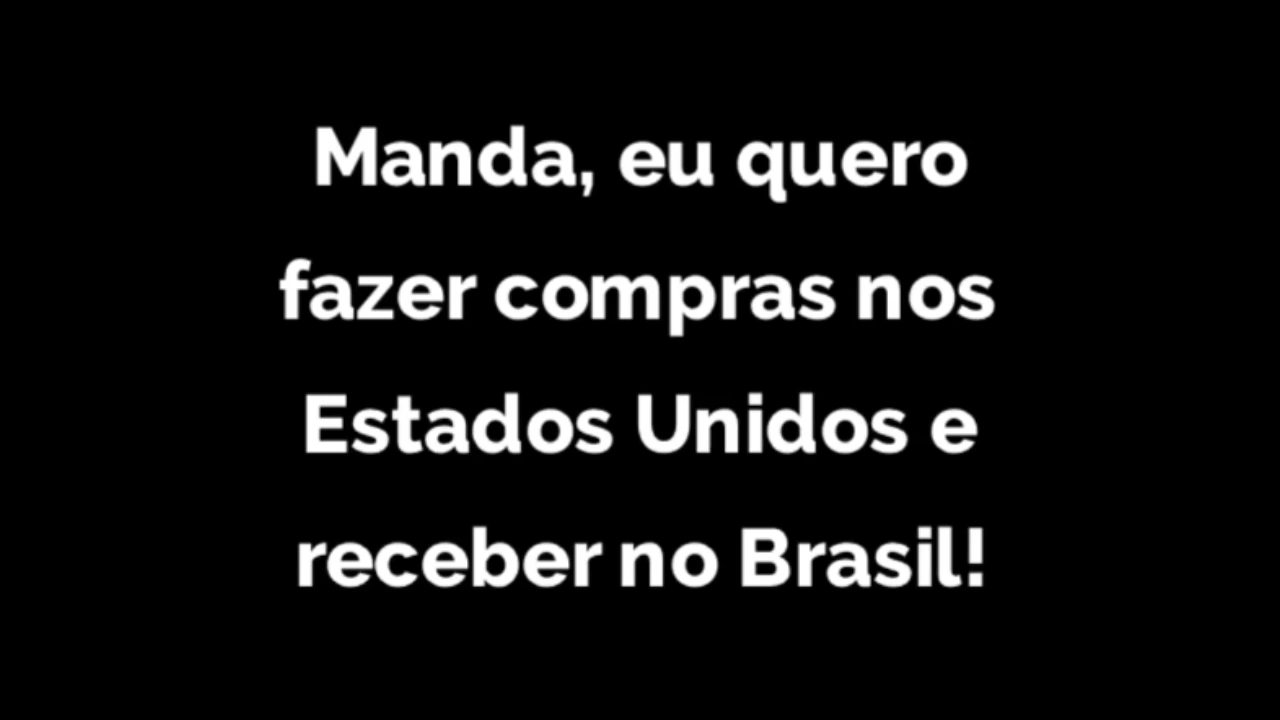 Manda, eu quero
fazer compras nos
Estados Unidos e
receber no Brasil!